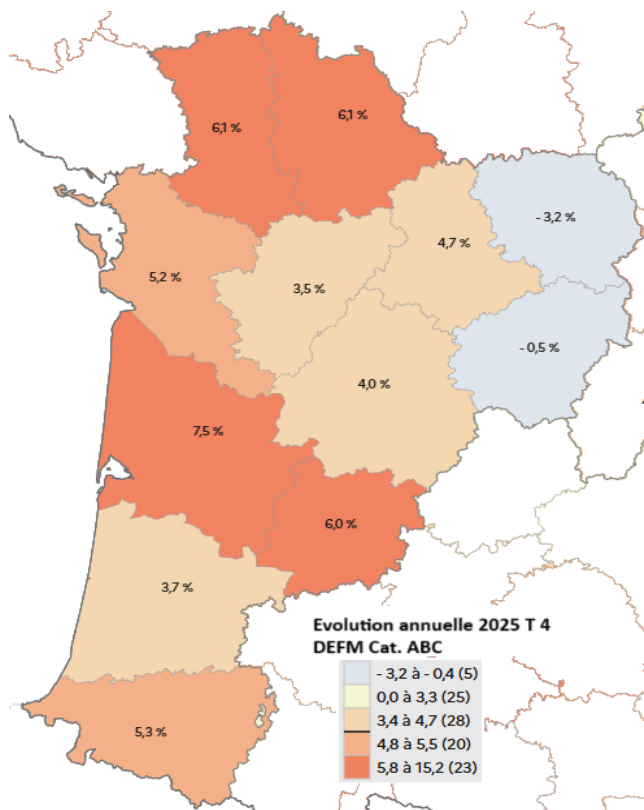 6,1 %
6,1 %
- 3,2 %
4,7 %
5,2 %
3,5 %
- 0,5 %
4,0 %
7,5 %
6,0 %
3,7 %
5,3 %
Evolution annuelle 2025 T 4
DEFM Cat. ABC
- 3,2 à - 0,4 (5)
0,0 à 3,3 (25)
3,4 à 4,7 (28)
4,8 à 5,5 (20)
5,8 à 15,2 (23)